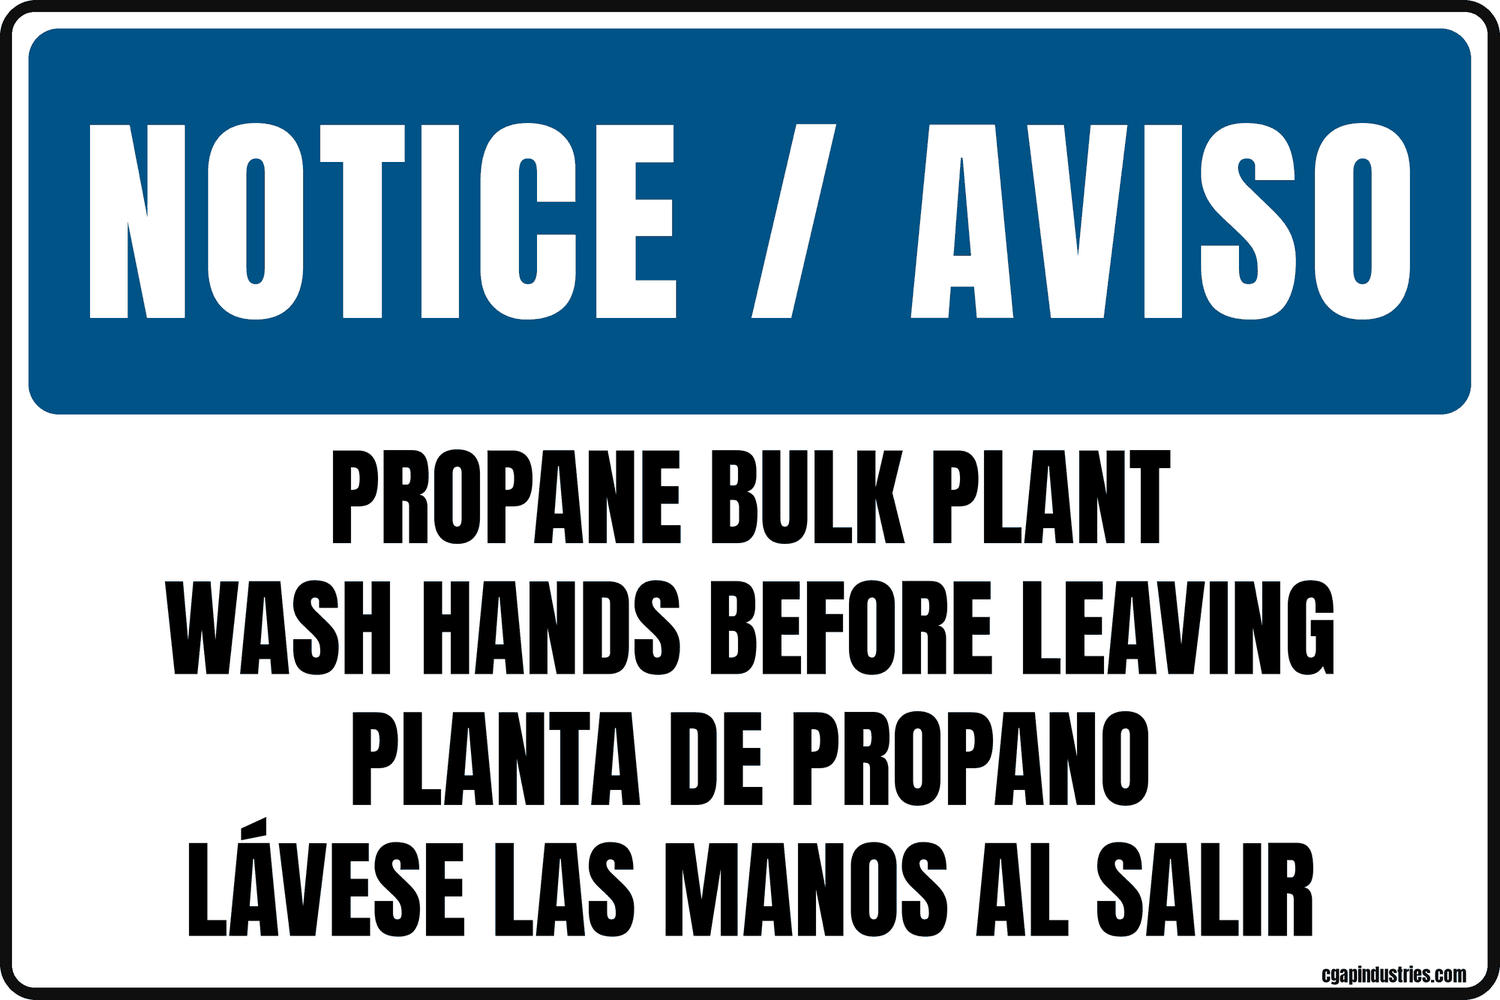 NOTICE / AVISO
PROPANE BULK PLANT
WASH HANDS BEFORE LEAVING
PLANTA DE PROPANO
LÁVESE LAS MANOS AL SALIR
cgapindustries.com